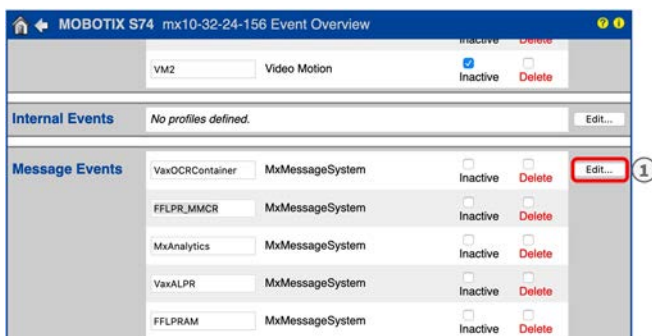 MOBOTIX S74 mx10-32-24-156 Event Overview
Inactive Delete
VM2 Video Motion Inactive Delete
Internal Events No profiles defined. Edit...
Message Events VaxOCRContainer MxMessageSystem Inactive Delete Edit... 1
FFLPR_MMCR MxMessageSystem Inactive Delete
MxAnalytics MxMessageSystem Inactive Delete
VaxALPR MxMessageSystem Inactive Delete
FFLPRAM MxMessageSystem Inactive Delete